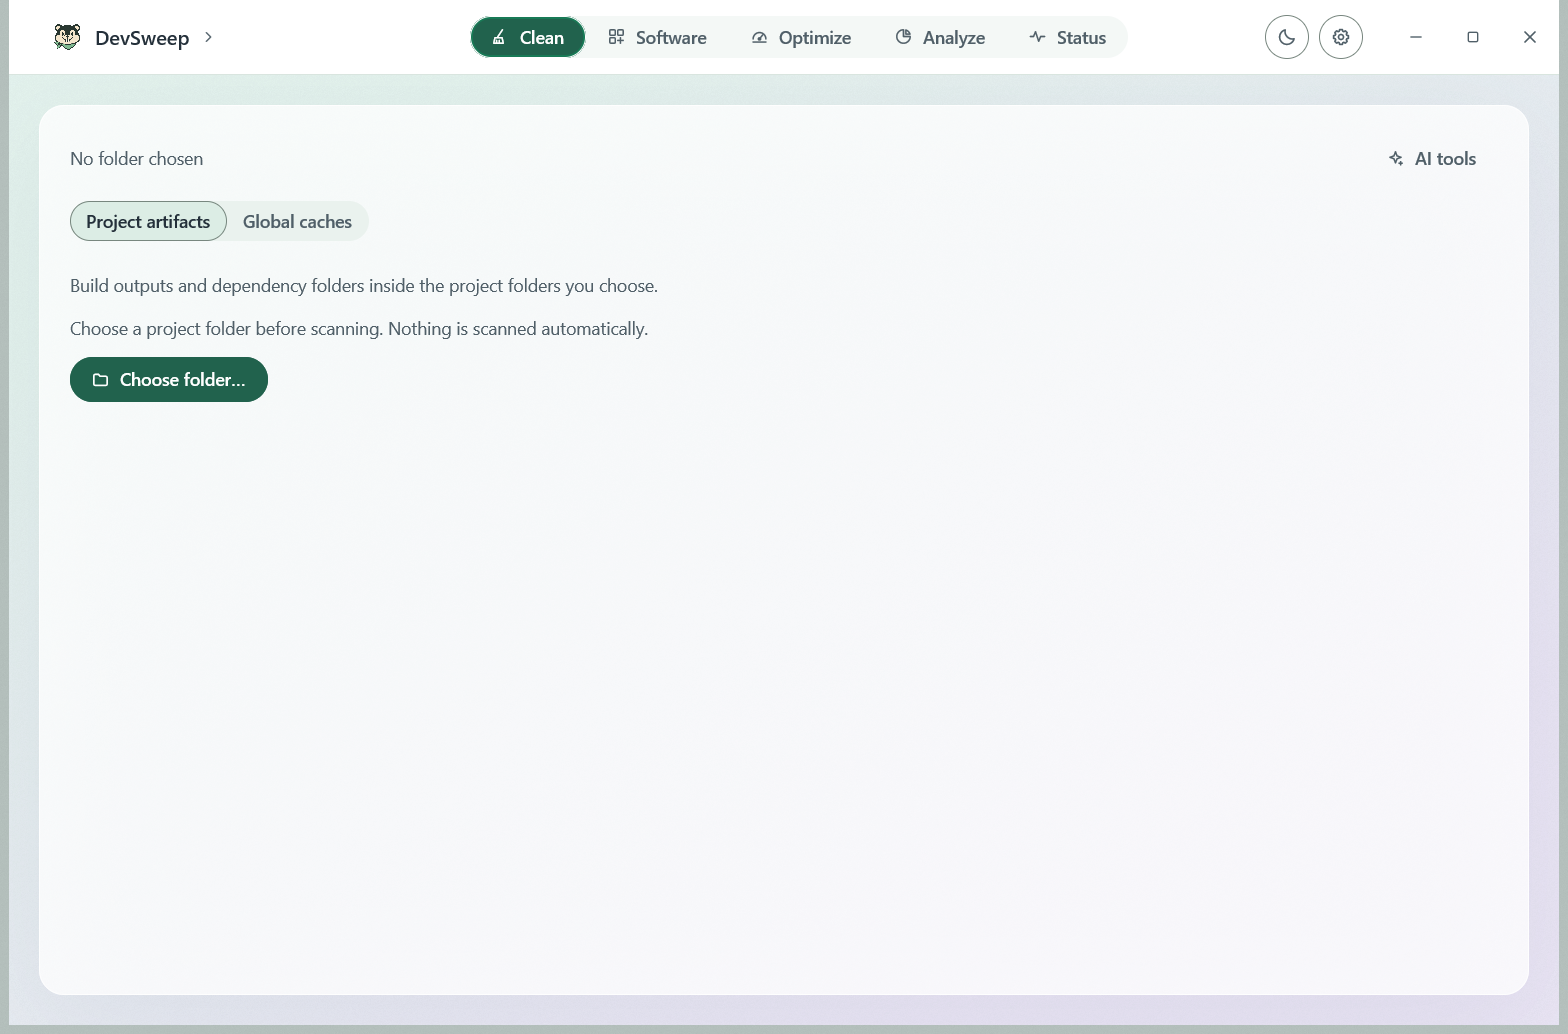 DevSweep
Clean
Software
Optimize
Analyze
Status
No folder chosen
AI tools
Project artifacts
Global caches
Build outputs and dependency folders inside the project folders you choose.
Choose a project folder before scanning. Nothing is scanned automatically.
Choose folder...